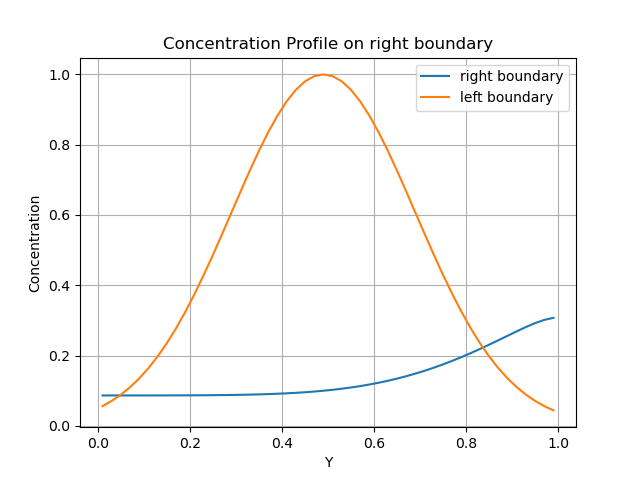 Concentration Profile on right boundary
right boundary
left boundary
1.0
0.8
0.6
0.4
0.2
0.0
Concentration
0.0 0.2 0.4 0.6 0.8 1.0
Y